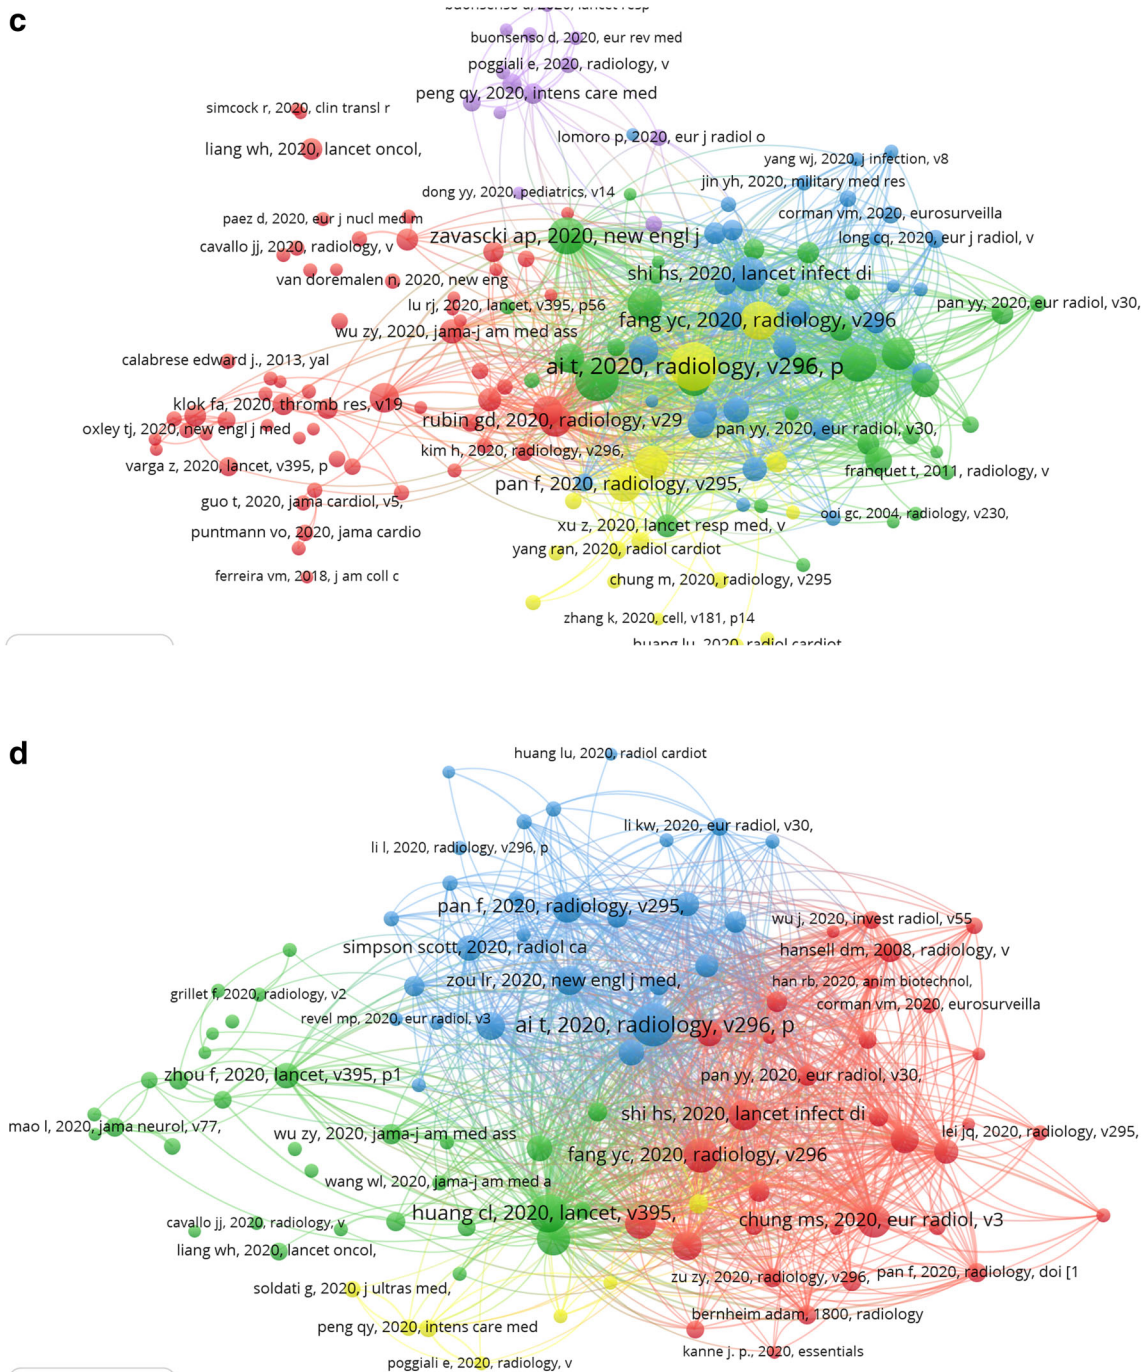 c
buonsenso d, 2020, lancet resp
buonsenso d, 2020, eur rev med
poggiali e, 2020, radiology, v
peng qy, 2020, intens care med
simcock r, 2020, clin transl r
lomoro p, 2020, eur j radiol o
liang wh, 2020, lancet oncol,
yang wj, 2020, j infection, v8
jin yh, 2020, military med res
dong yy, 2020, pediatrics, v14
corman vm, 2020, eurosurveilla
paez d, 2020, eur j nucl med m
zavascki ap, 2020, new engl j
long cq, 2020, eur j radiol, v
cavallo jj, 2020, radiology, v
shi hs, 2020, lancet infect di
van doremalen n, 2020, new eng
lu rj, 2020, lancet, v395, p56
pan yy, 2020, eur radiol, v30,
fang yc, 2020, radiology, v296
wu zy, 2020, jama-j am med ass
calabrese edward j., 2013, yal
ai t, 2020, radiology, v296, p
klok fa, 2020, thromb res, v19
rubin gd, 2020, radiology, v29
oxley tj, 2020, new engl j med
pan yy, 2020, eur radiol, v30,
kim h, 2020, radiology, v296,
varga z, 2020, lancet, v395, p
franquet t, 2011, radiology, v
pan f, 2020, radiology, v295,
guo t, 2020, jama cardiol, v5,
ooi gc, 2004, radiology, v230,
xu z, 2020, lancet resp med, v
puntmann vo, 2020, jama cardio
yang ran, 2020, radiol cardiot
ferreira vm, 2018, j am coll c
chung m, 2020, radiology, v295
zhang k, 2020, cell, v181, p14
huang lu, 2020, radiol cardiot
d
huang lu, 2020, radiol cardiot
li kw, 2020, eur radiol, v30,
li l, 2020, radiology, v296, p
pan f, 2020, radiology, v295,
wu j, 2020, invest radiol, v55
simpson scott, 2020, radiol ca
hansell dm, 2008, radiology, v
zou lr, 2020, new engl j med,
han rb, 2020, anim biotechnol,
grillet f, 2020, radiology, v2
corman vm, 2020, eurosurveilla
revel mp, 2020, eur radiol, v3
ai t, 2020, radiology, v296, p
zhou f, 2020, lancet, v395, p1
pan yy, 2020, eur radiol, v30,
shi hs, 2020, lancet infect di
mao l, 2020, jama neurol, v77,
wu zy, 2020, jama-j am med ass
lei jq, 2020, radiology, v295,
fang yc, 2020, radiology, v296
wang wl, 2020, jama-j am med a
huang cl, 2020, lancet, v395,
chung ms, 2020, eur radiol, v3
cavallo jj, 2020, radiology, v
liang wh, 2020, lancet oncol,
zu zy, 2020, radiology, v296,
pan f, 2020, radiology, doi [1
soldati g, 2020, j ultras med,
bernheim adam, 1800, radiology
peng qy, 2020, intens care med
kanne j. p., 2020, essentials
poggiali e, 2020, radiology, v